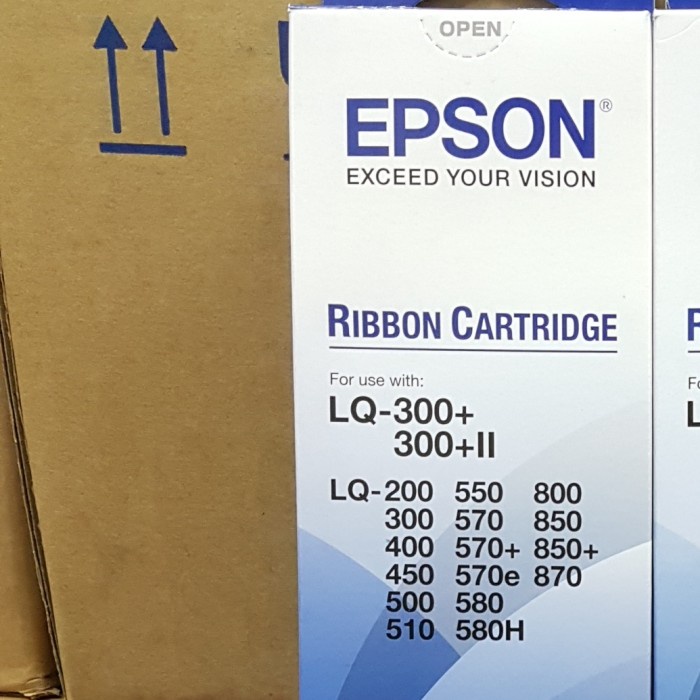 OPEN
EPSON®
EXCEED YOUR VISION
RIBBON CARTRIDGE
For use with:
LQ-300+
300+II
LQ-200 550 800
300 570 850
400 570+ 850+
450 570e 870
500 580
510 580H